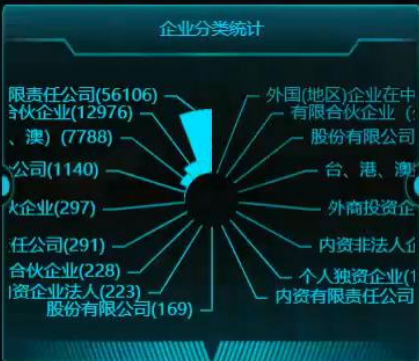 企业分类统计
限责任公司(56106)
合伙企业(12976)
、澳）(7788)
公司(1140)
伙企业(297)
任公司(291)
合伙企业(228)
资企业法人(223)
股份有限公司(169)
外国(地区)企业在中
有限合伙企业（
股份有限公司
台、港、澳
外商投资企
内资非法人企
个人独资企业(1
内资有限责任公司